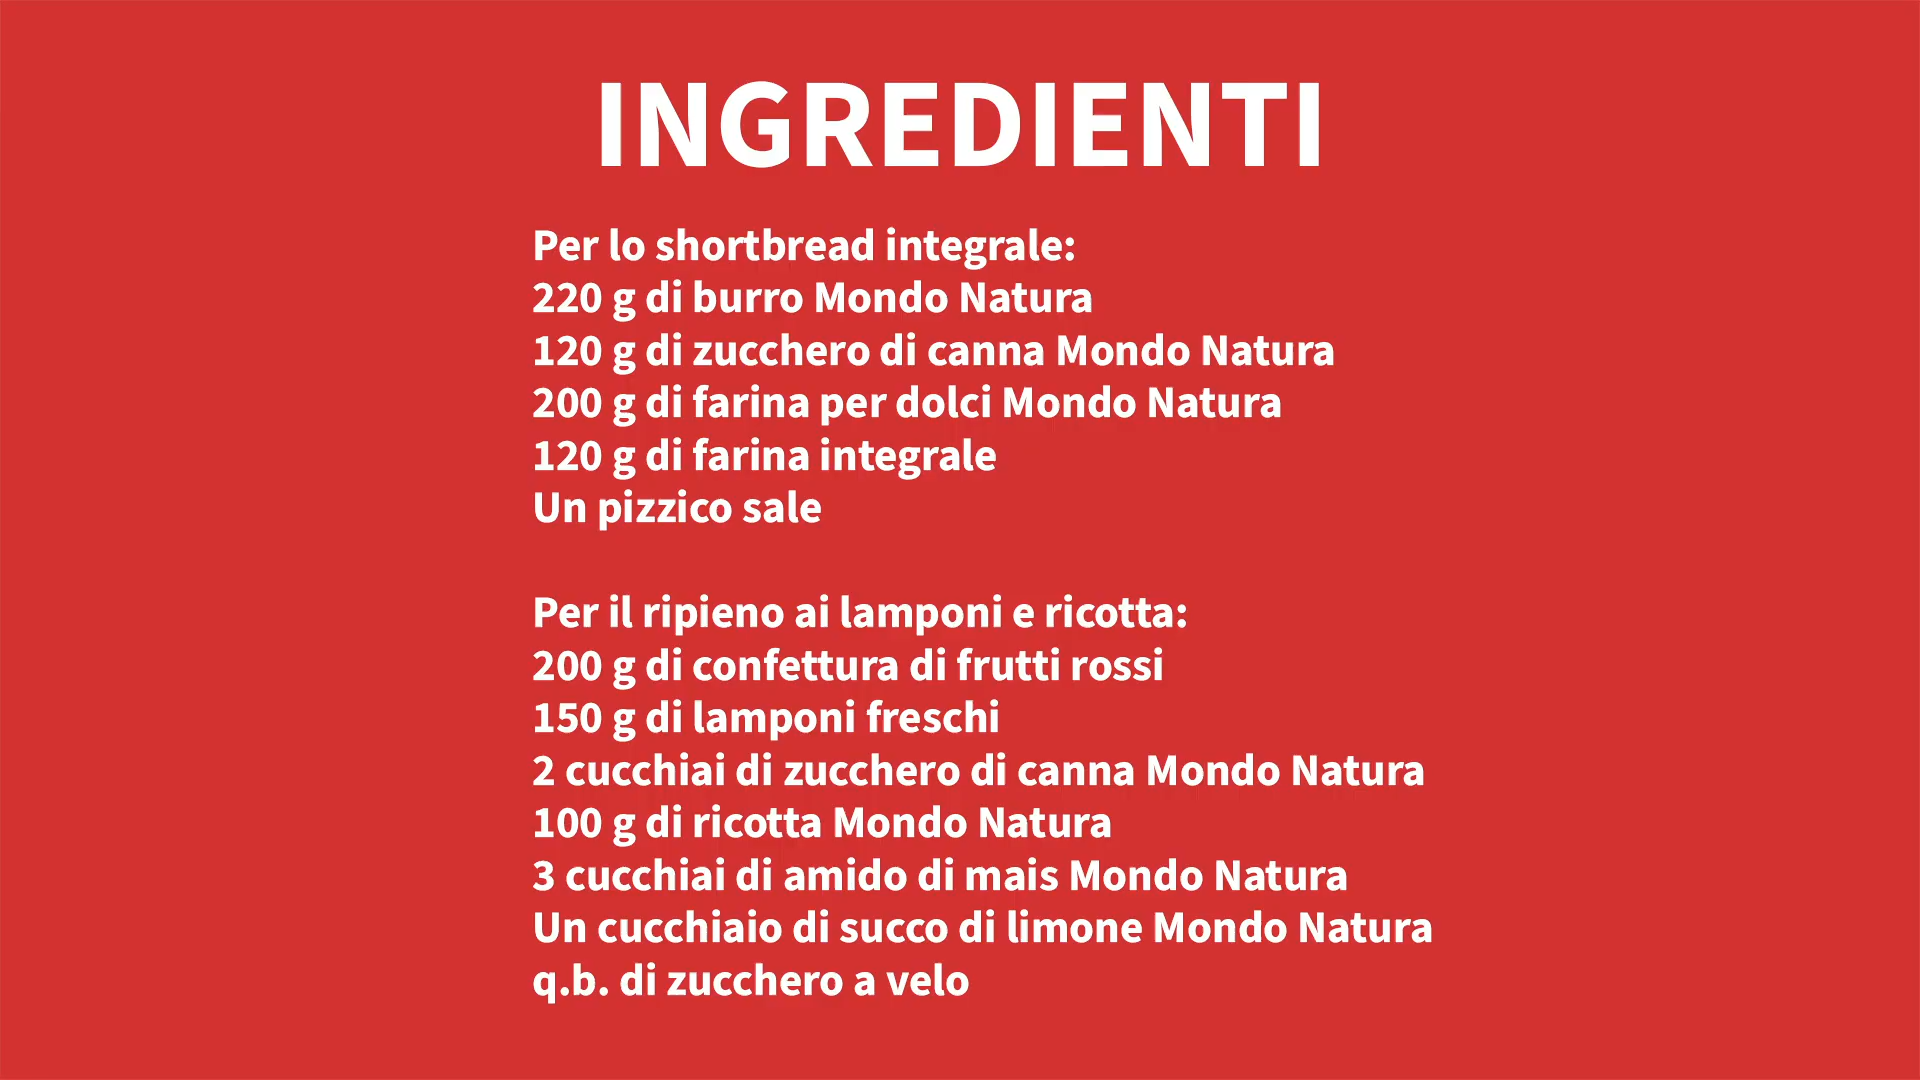 INGREDIENTI
Per lo shortbread integrale:
220 g di burro Mondo Natura
120 g di zucchero di canna Mondo Natura
200 g di farina per dolci Mondo Natura
120 g di farina integrale
Un pizzico sale
Per il ripieno ai lamponi e ricotta:
200 g di confettura di frutti rossi
150 g di lamponi freschi
2 cucchiai di zucchero di canna Mondo Natura
100 g di ricotta Mondo Natura
3 cucchiai di amido di mais Mondo Natura
Un cucchiaio di succo di limone Mondo Natura
q.b. di zucchero a velo